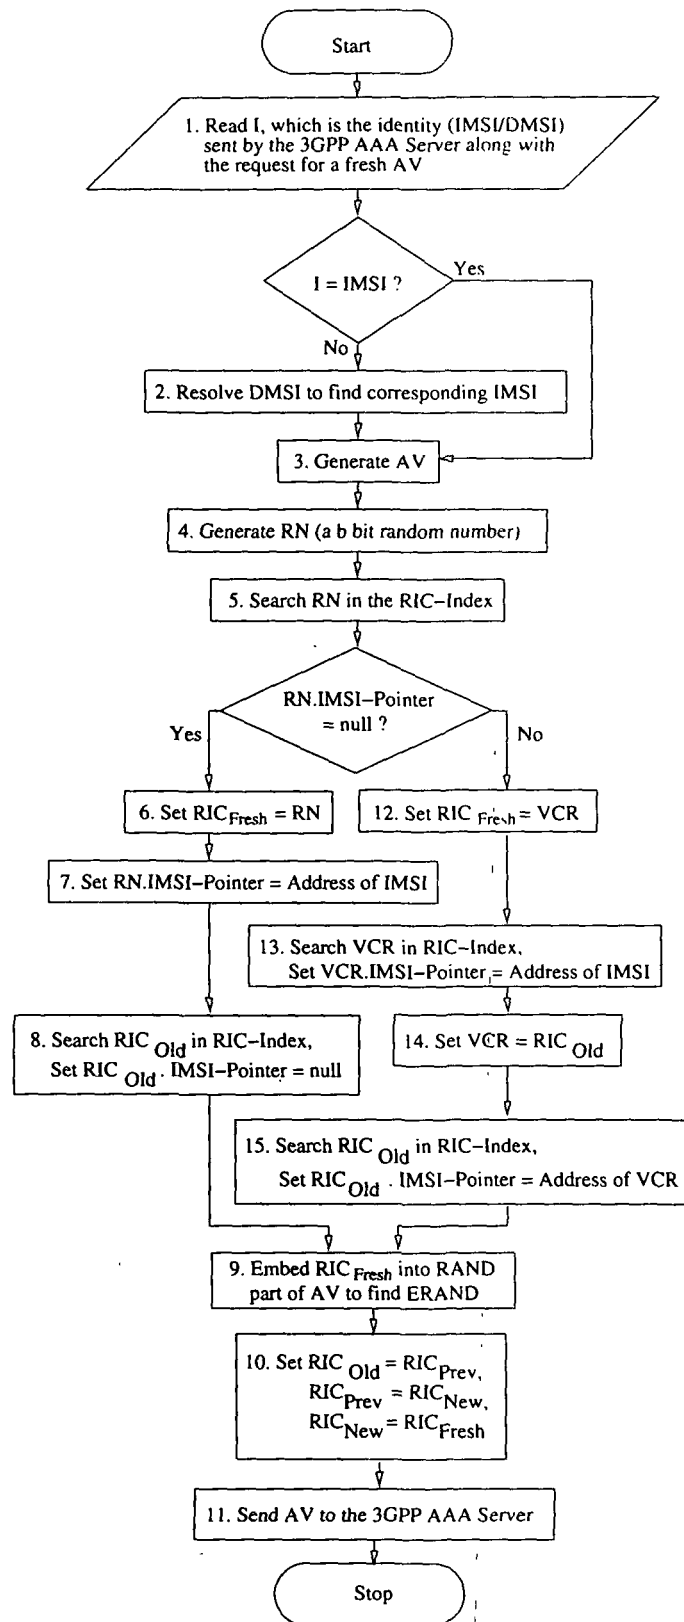 Start
1. Read I, which is the identity (IMSI/DMSI)
sent by the 3GPP AAA Server along with
the request for a fresh AV
I = IMSI ?
Yes
No
2. Resolve DMSI to find corresponding IMSI
3. Generate AV
4. Generate RN (a b bit random number)
5. Search RN in the RIC-Index
RN.IMSI-Pointer
= null ?
Yes
No
6. Set RIC Fresh = RN
12. Set RIC Fresh = VCR
7. Set RN.IMSI-Pointer = Address of IMSI
13. Search VCR in RIC-Index,
Set VCR.IMSI-Pointer = Address of IMSI
8. Search RIC Old in RIC-Index,
Set RIC Old . IMSI-Pointer = null
14. Set VCR = RIC Old
15. Search RIC Old in RIC-Index,
Set RIC Old . IMSI-Pointer = Address of VCR
9. Embed RIC Fresh into RAND
part of AV to find ERAND
10. Set RIC Old = RIC Prev,
RIC Prev = RIC New,
RIC New = RIC Fresh
11. Send AV to the 3GPP AAA Server
Stop